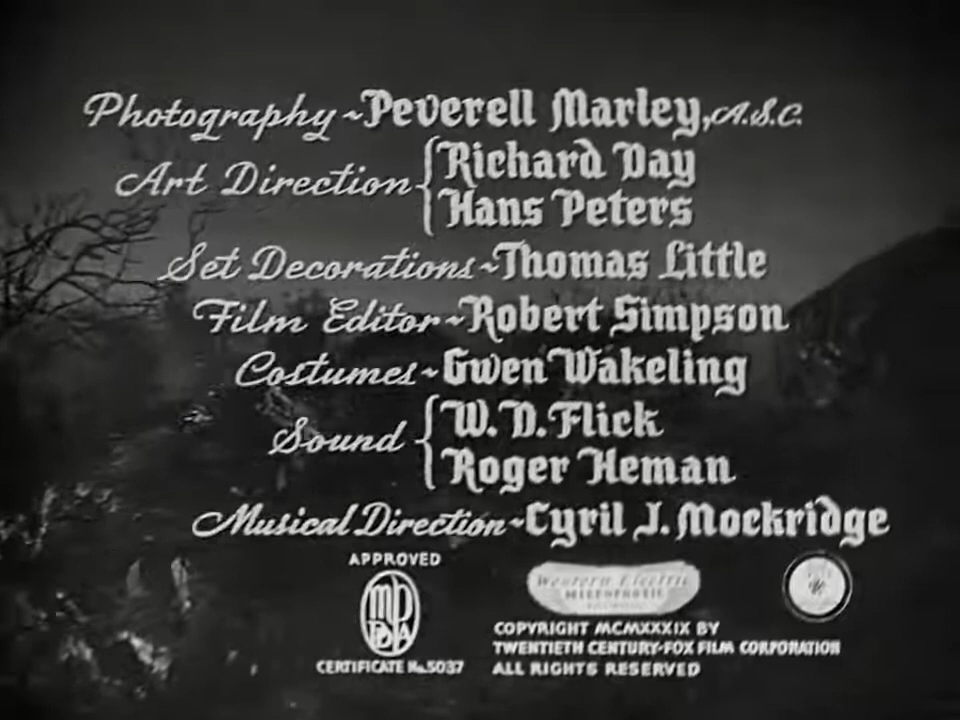 Photography ~ Peverell Marley, A.S.C.
Art Direction { Richard Day
Hans Peters
Set Decorations ~ Thomas Little
Film Editor ~ Robert Simpson
Costumes ~ Gwen Wakeling
Sound { W. D. Flick
Roger Heman
Musical Direction ~ Cyril J. Mockridge
APPROVED
MPPDA
CERTIFICATE No. 5037
Western Electric
MIRROPHONIC
COPYRIGHT MCMXXXIX BY
TWENTIETH CENTURY-FOX FILM CORPORATION
ALL RIGHTS RESERVED